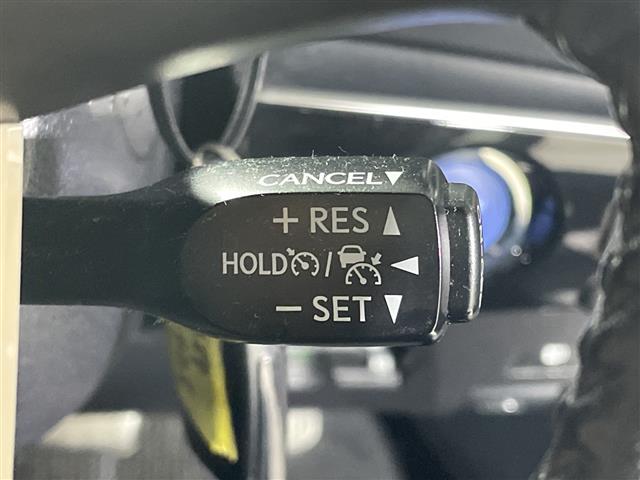 CANCEL▼
+RES▲
HOLD / ◀
−SET▼